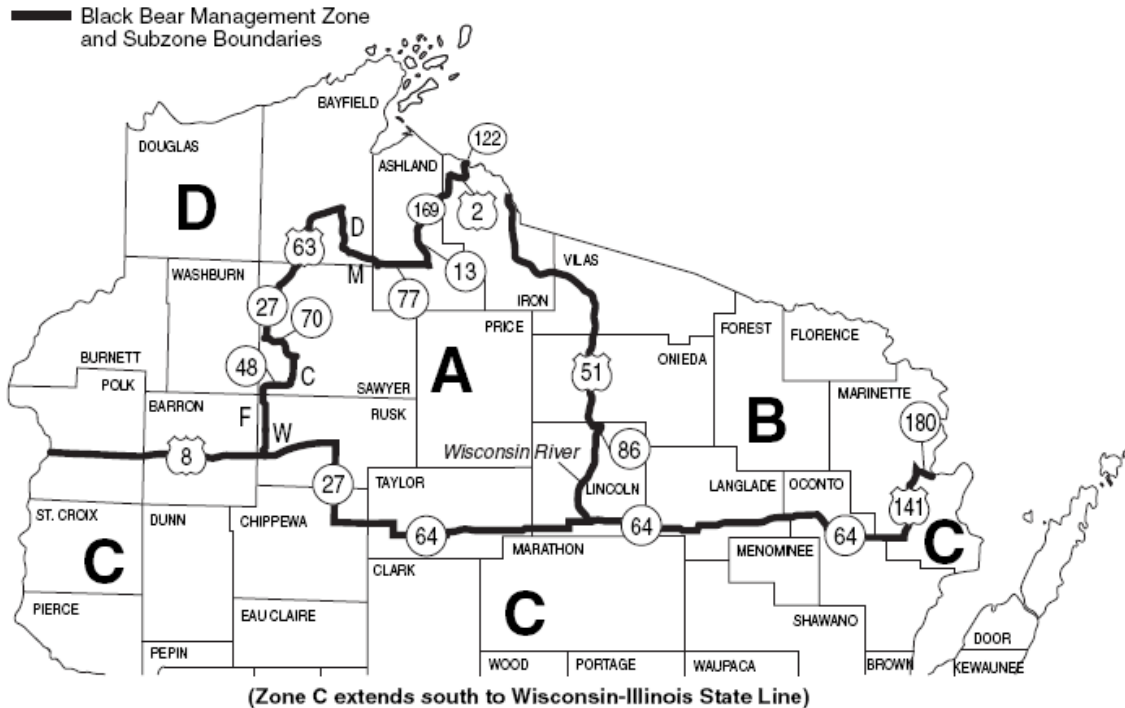 Black Bear Management Zone
and Subzone Boundaries
BAYFIELD
DOUGLAS
122
ASHLAND
D
169
2
D
63
13
M
WASHBURN
VILAS
77
27
70
IRON
PRICE
FOREST
FLORENCE
BURNETT
48
C
A
51
ONIEDA
POLK
SAWYER
MARINETTE
BARRON
F
RUSK
B
180
W
8
Wisconsin River
86
27
TAYLOR
LINCOLN
LANGLADE
OCONTO
141
ST. CROIX
DUNN
CHIPPEWA
64
64
64
C
MARATHON
MENOMINEE
C
CLARK
C
PIERCE
EAU CLAIRE
SHAWANO
DOOR
PEPIN
WOOD
PORTAGE
WAUPACA
BROWN
KEWAUNEE
(Zone C extends south to Wisconsin-Illinois State Line)